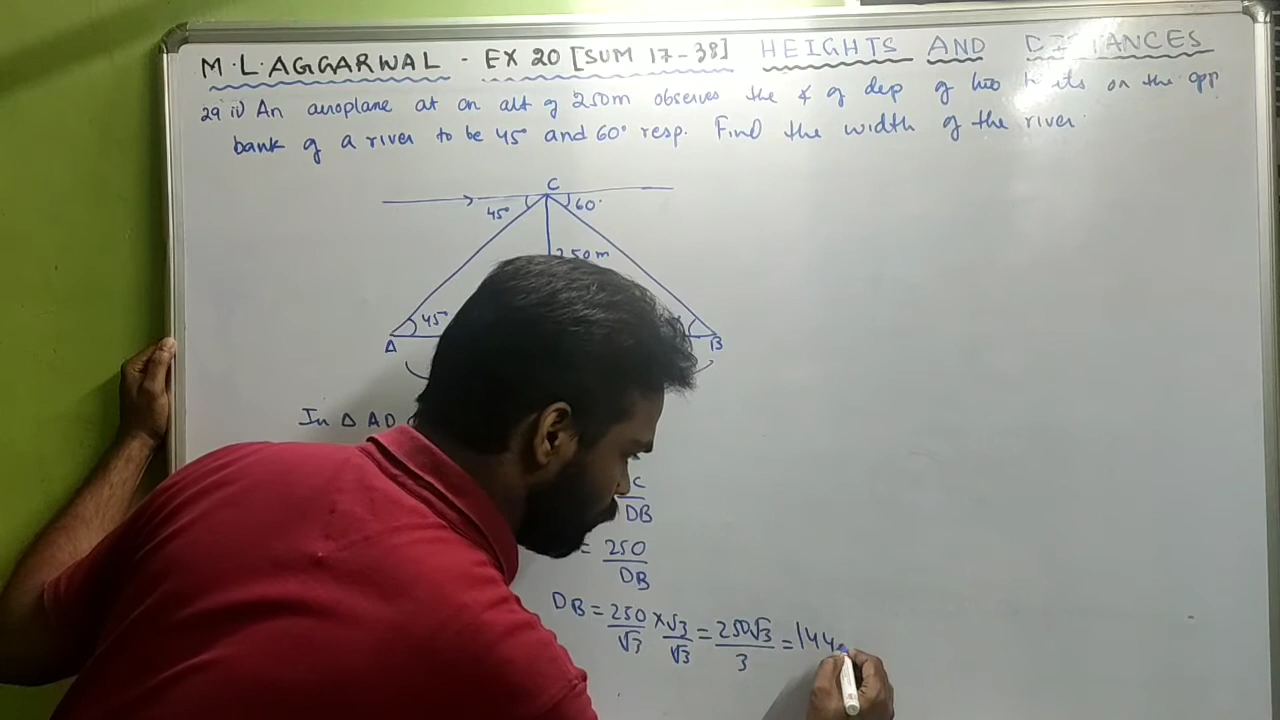 M.L.AGGARWAL - EX 20 [SUM 17-38] HEIGHTS AND DISTANCES
29 ii) An aeroplane at an alt of 250m observes the ∠ of dep of two on the opp
bank of a river to be 45° and 60° resp. Find the width of the river.
C
45° 60°
250m
45°
A B
In △ AD
C
DB
= 250
DB
DB = 250 × √3 = 250√3 = 144.
√3 √3 3